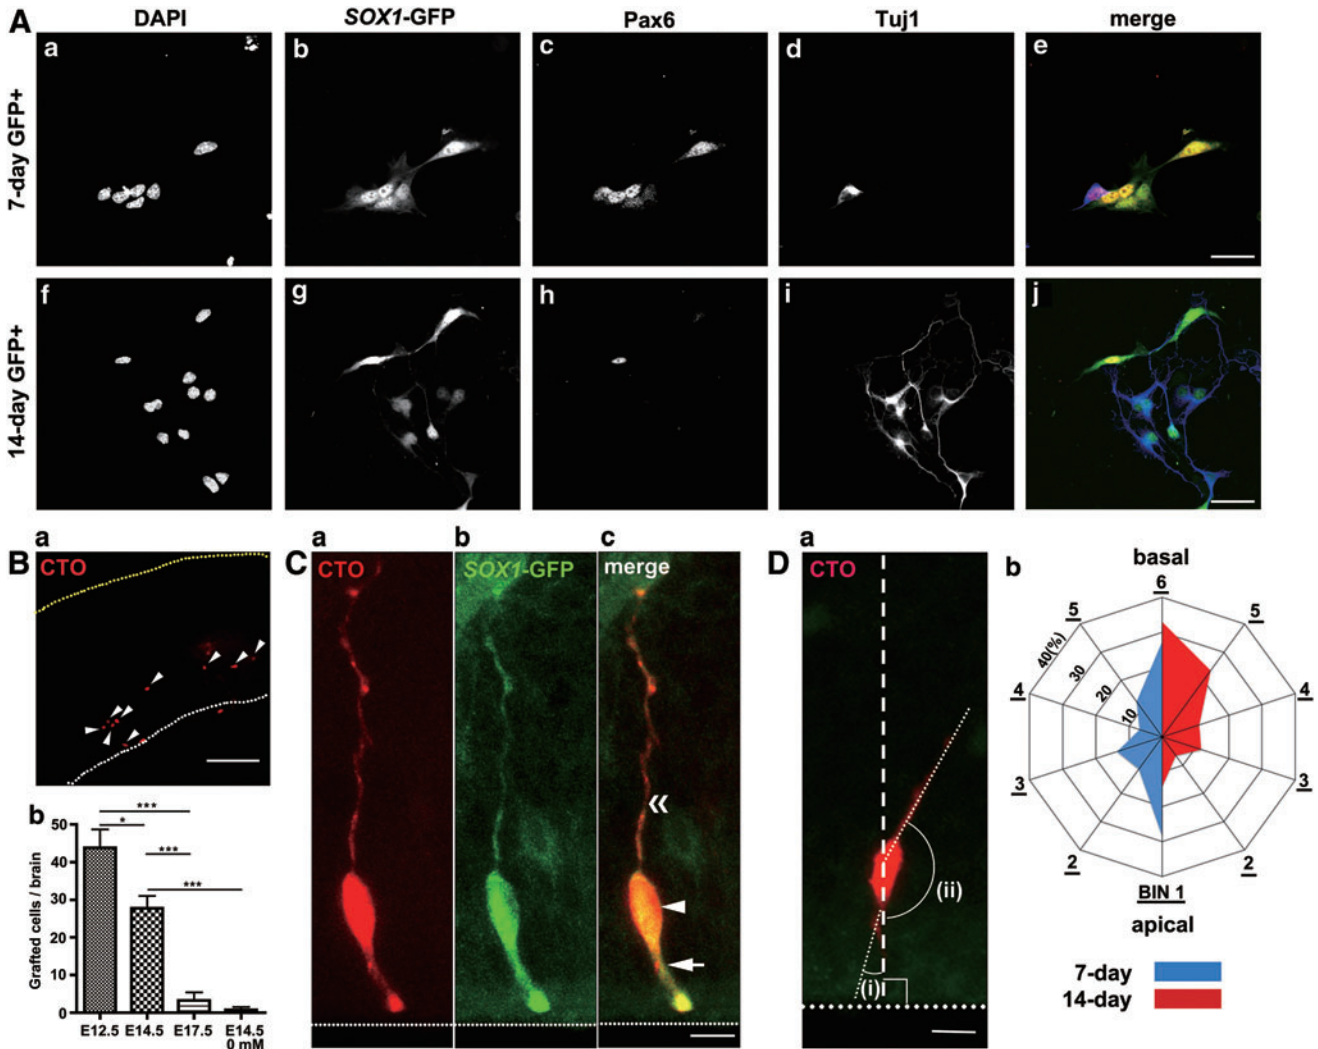 A
DAPI
SOX1-GFP
Pax6
Tuj1
merge
7-day GFP+
a
b
c
d
e
14-day GFP+
f
g
h
i
j
B
a
CTO
b
***
*
***
***
50
40
30
20
10
0
Grafted cells / brain
E12.5
E14.5
E17.5
E14.5
0 mM
C
a
b
c
CTO
SOX1-GFP
merge
D
a
CTO
(ii)
(i)
b
basal
6
5
5
40(%)
30
20
10
4
4
3
3
2
2
BIN 1
apical
7-day
14-day